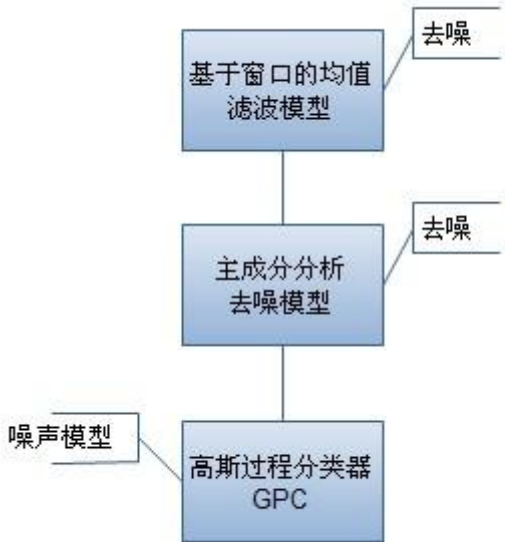 去噪
基于窗口的均值
滤波模型
去噪
主成分分析
去噪模型
噪声模型
高斯过程分类器
GPC